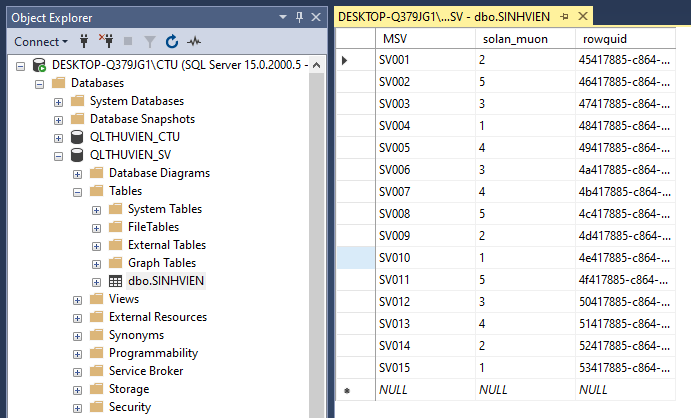 Object Explorer
Connect
DESKTOP-Q379JG1\CTU (SQL Server 15.0.2000.5 -
Databases
System Databases
Database Snapshots
QLTHUVIEN_CTU
QLTHUVIEN_SV
Database Diagrams
Tables
System Tables
FileTables
External Tables
Graph Tables
dbo.SINHVIEN
Views
External Resources
Synonyms
Programmability
Service Broker
Storage
Security
DESKTOP-Q379JG1\...SV - dbo.SINHVIEN
MSV solan_muon rowguid
SV001 2 45417885-c864-...
SV002 5 46417885-c864-...
SV003 3 47417885-c864-...
SV004 1 48417885-c864-...
SV005 4 49417885-c864-...
SV006 3 4a417885-c864-...
SV007 4 4b417885-c864-...
SV008 5 4c417885-c864-...
SV009 2 4d417885-c864-...
SV010 1 4e417885-c864-...
SV011 5 4f417885-c864-...
SV012 3 50417885-c864-...
SV013 4 51417885-c864-...
SV014 2 52417885-c864-...
SV015 1 53417885-c864-...
NULL NULL NULL